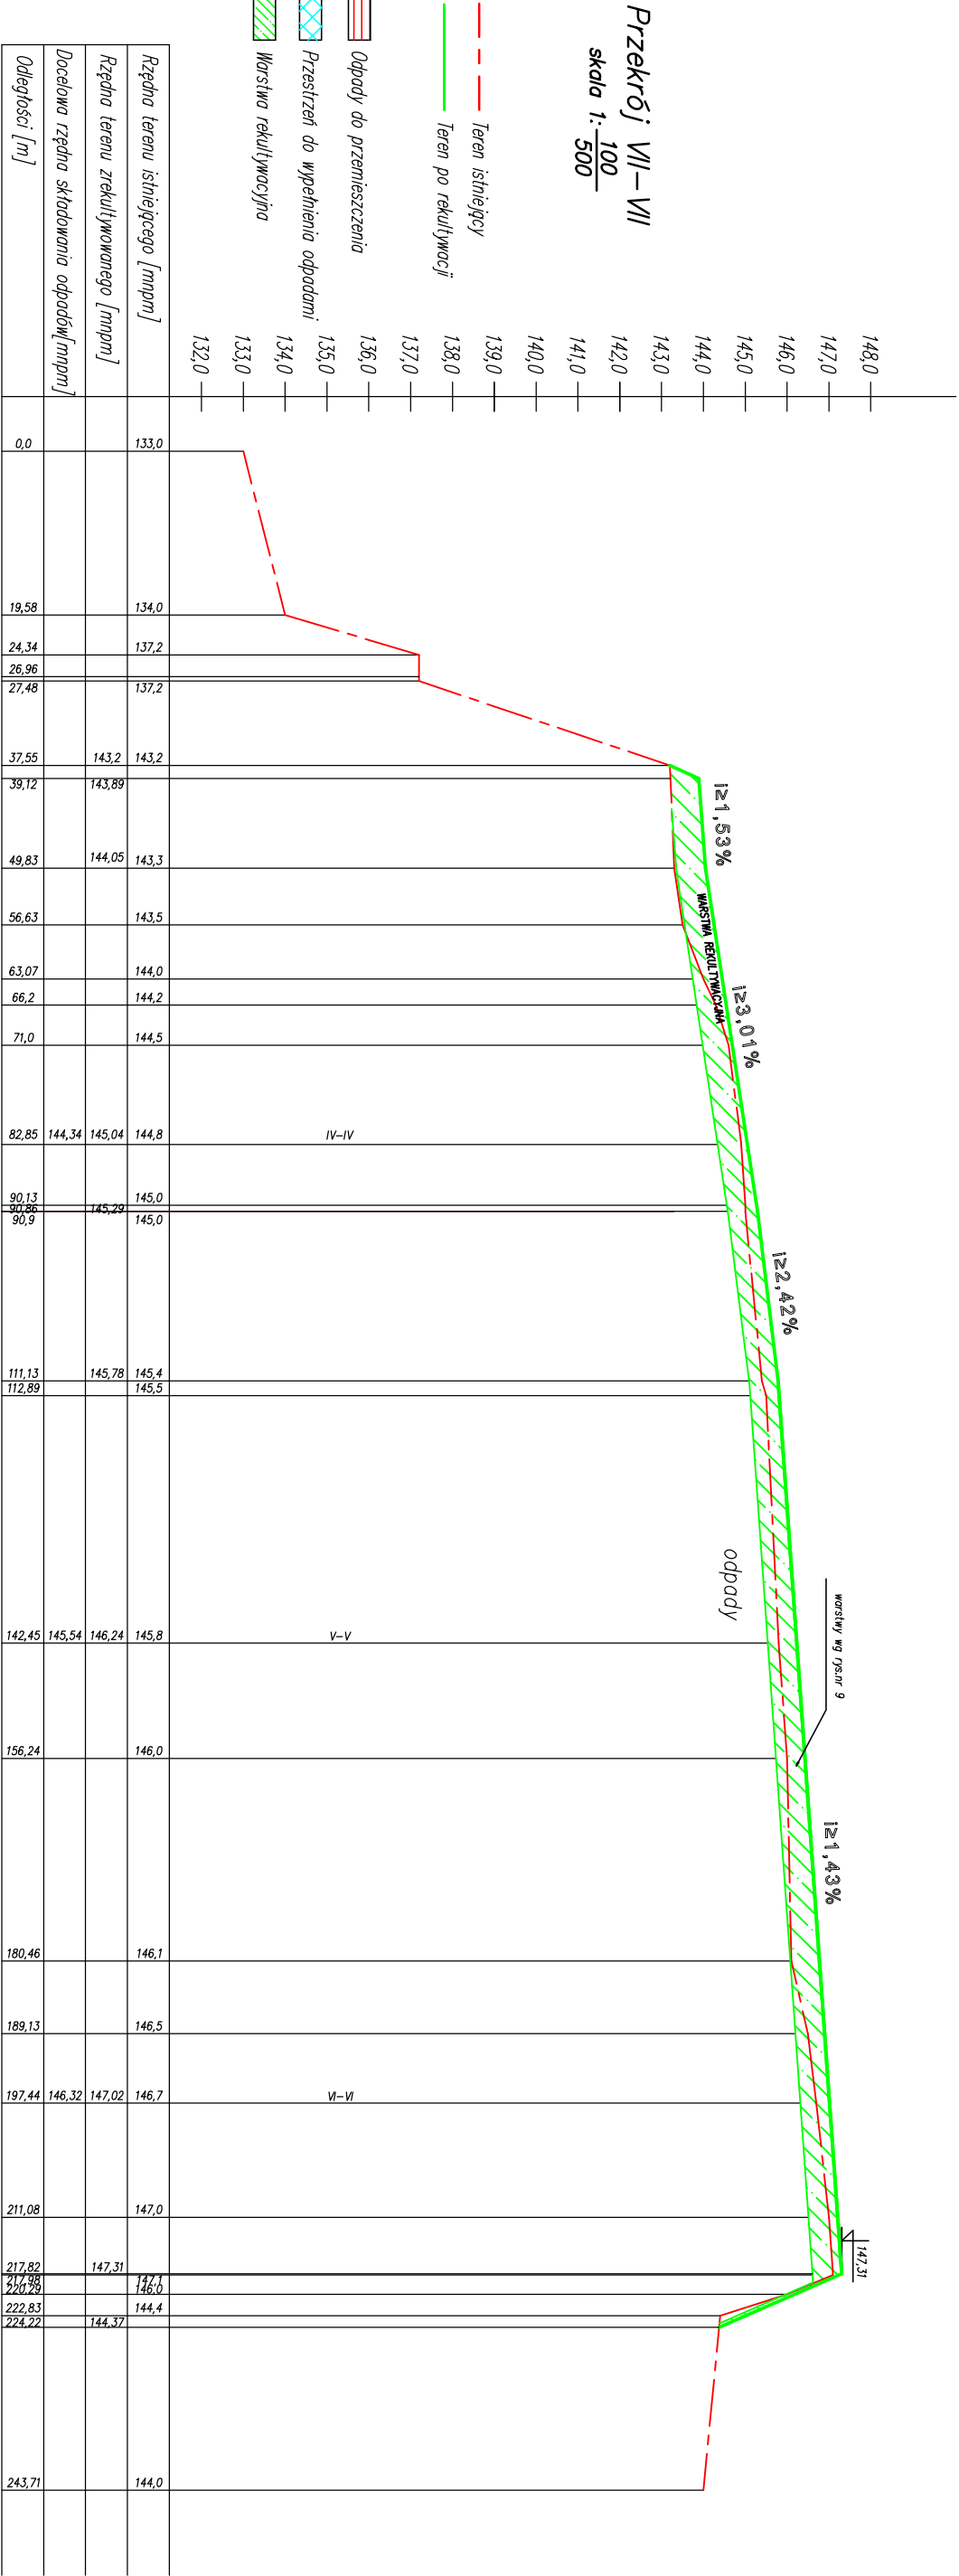 Przekrój VII-VII
skala 1: 100
500
Teren istniejący
Teren po rekultywacji
Odpady do przemieszczenia
Przestrzeń do wypełnienia odpadami
Warstwa rekultywacyjna
148,0
147,0
146,0
145,0
144,0
143,0
142,0
141,0
140,0
139,0
138,0
137,0
136,0
135,0
134,0
133,0
132,0
147,31
i≥1,53%
i≥3,01%
i≥2,42%
i≥1,43%
WARSTWA REKULTYWACYJNA
warstwy wg rys.nr 9
odpady
IV-IV
V-V
VI-VI
Rzędna terenu istniejącego [mnpm]
133,0 134,0 137,2 137,2 143,2 143,3 143,5 144,0 144,2 144,5 144,8 145,0 145,0 145,4 145,5 145,8 146,0 146,1 146,5 146,7 147,0 147,1 146,0 144,4 144,0
Rzędna terenu zrekultywowanego [mnpm]
143,2 143,89 144,05 145,04 145,29 145,78 146,24 147,02 147,31 144,37
Docelowa rzędna składowania odpadów[mnpm]
144,34 145,54 146,32
Odległości [m]
0,0 19,58 24,34 26,96 27,48 37,55 39,12 49,83 56,63 63,07 66,2 71,0 82,85 90,13 90,86 90,9 111,13 112,89 142,45 156,24 180,46 189,13 197,44 211,08 217,82 217,98 220,29 222,83 224,22 243,71